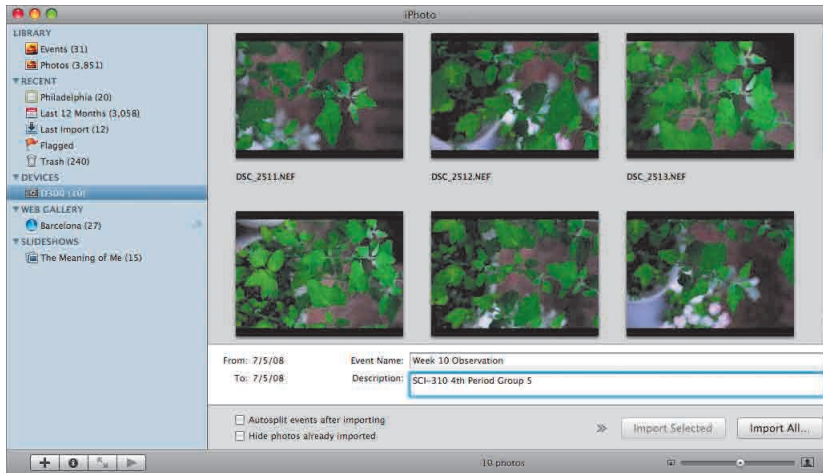 iPhoto
LIBRARY
Events (31)
Photos (3,851)
RECENT
Philadelphia (20)
Last 12 Months (3,058)
Last Import (12)
Flagged
Trash (240)
DEVICES
D300 (10)
WEB GALLERY
Barcelona (27)
SLIDESHOWS
The Meaning of Me (15)
DSC_2511.NEF
DSC_2512.NEF
DSC_2513.NEF
From: 7/5/08
Event Name: Week 10 Observation
To: 7/5/08
Description: SCI-310 4th Period Group 5
Autosplit events after importing
Hide photos already imported
Import Selected
Import All...
10 photos